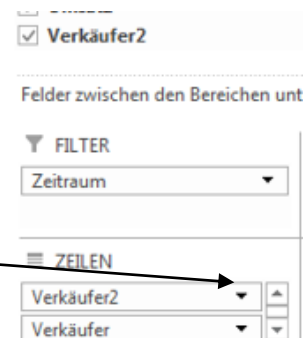 Verkäufer2
Felder zwischen den Bereichen unt
FILTER
Zeitraum
ZEILEN
Verkäufer2
Verkäufer